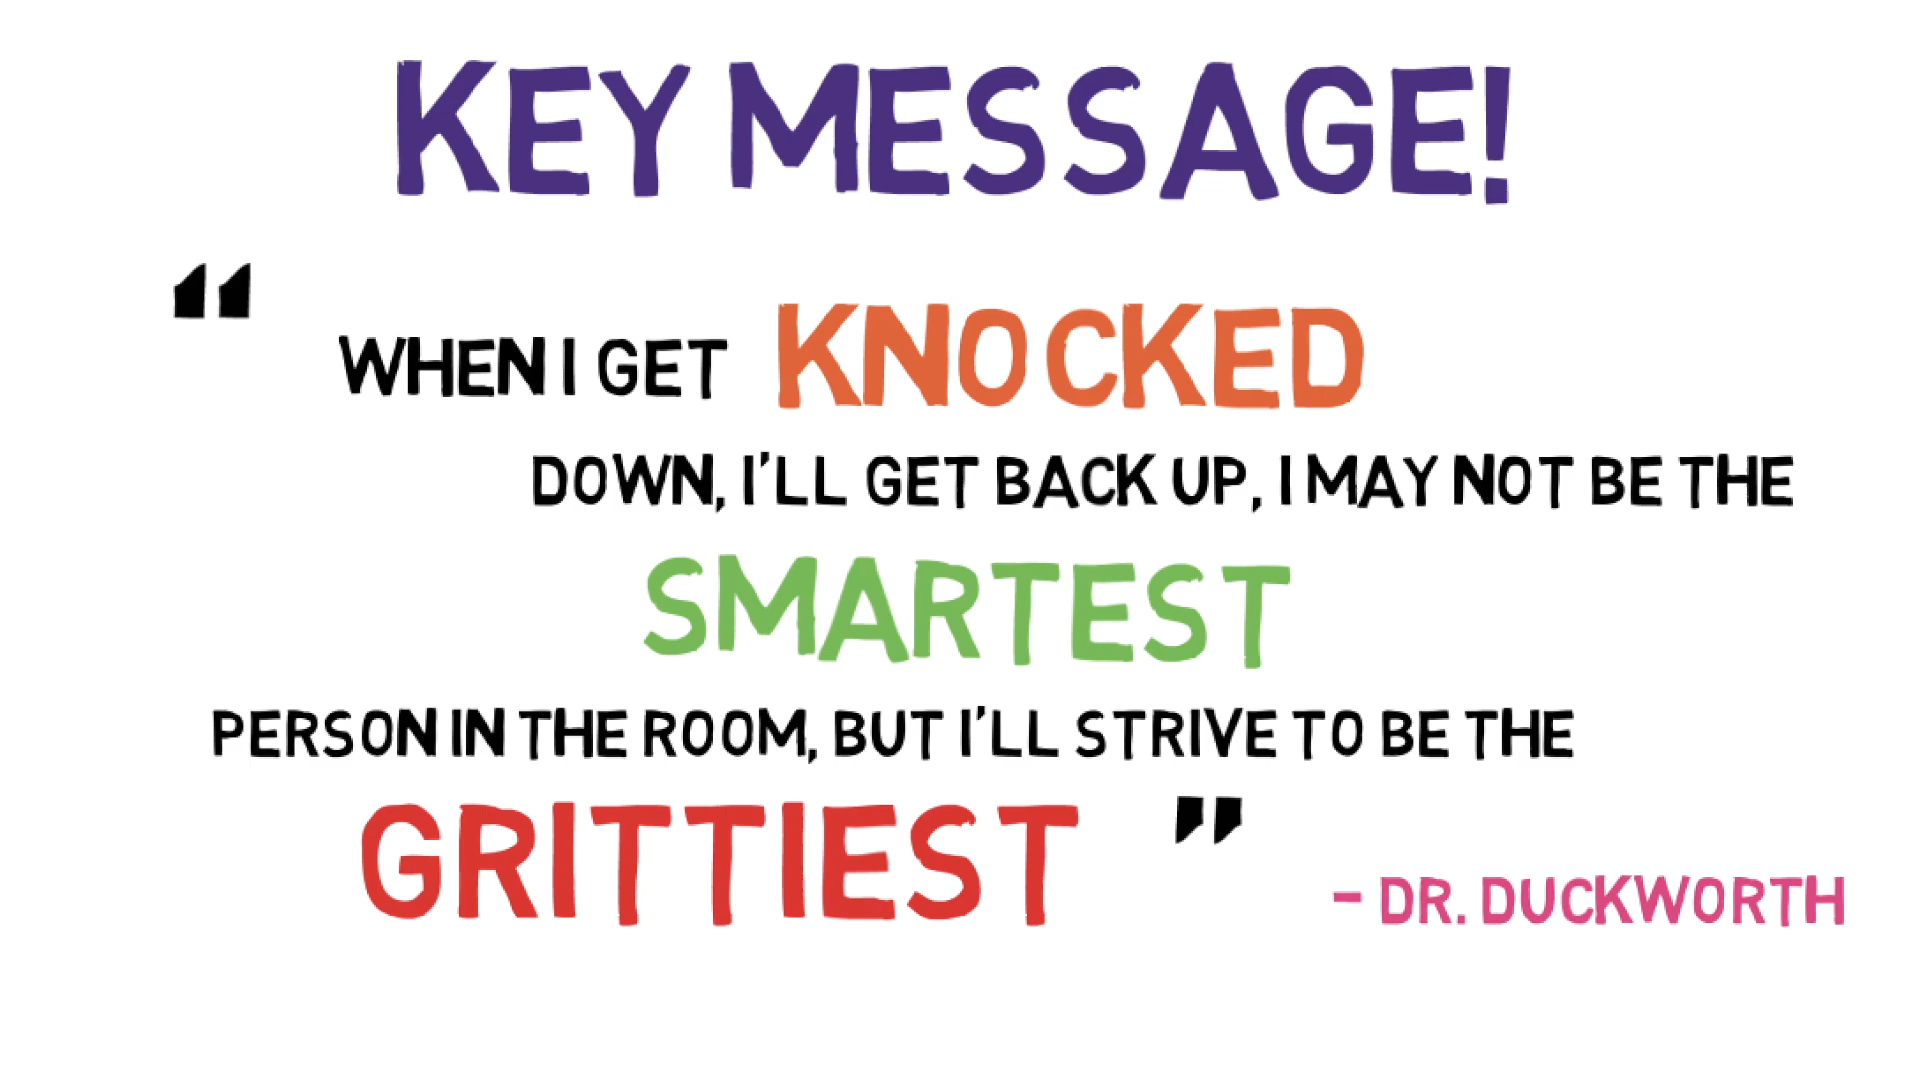 KEY MESSAGE!
“
WHEN I GET KNOCKED
DOWN, I'LL GET BACK UP, I MAY NOT BE THE
SMARTEST
PERSON IN THE ROOM, BUT I'LL STRIVE TO BE THE
GRITTIEST ”
- DR. DUCKWORTH